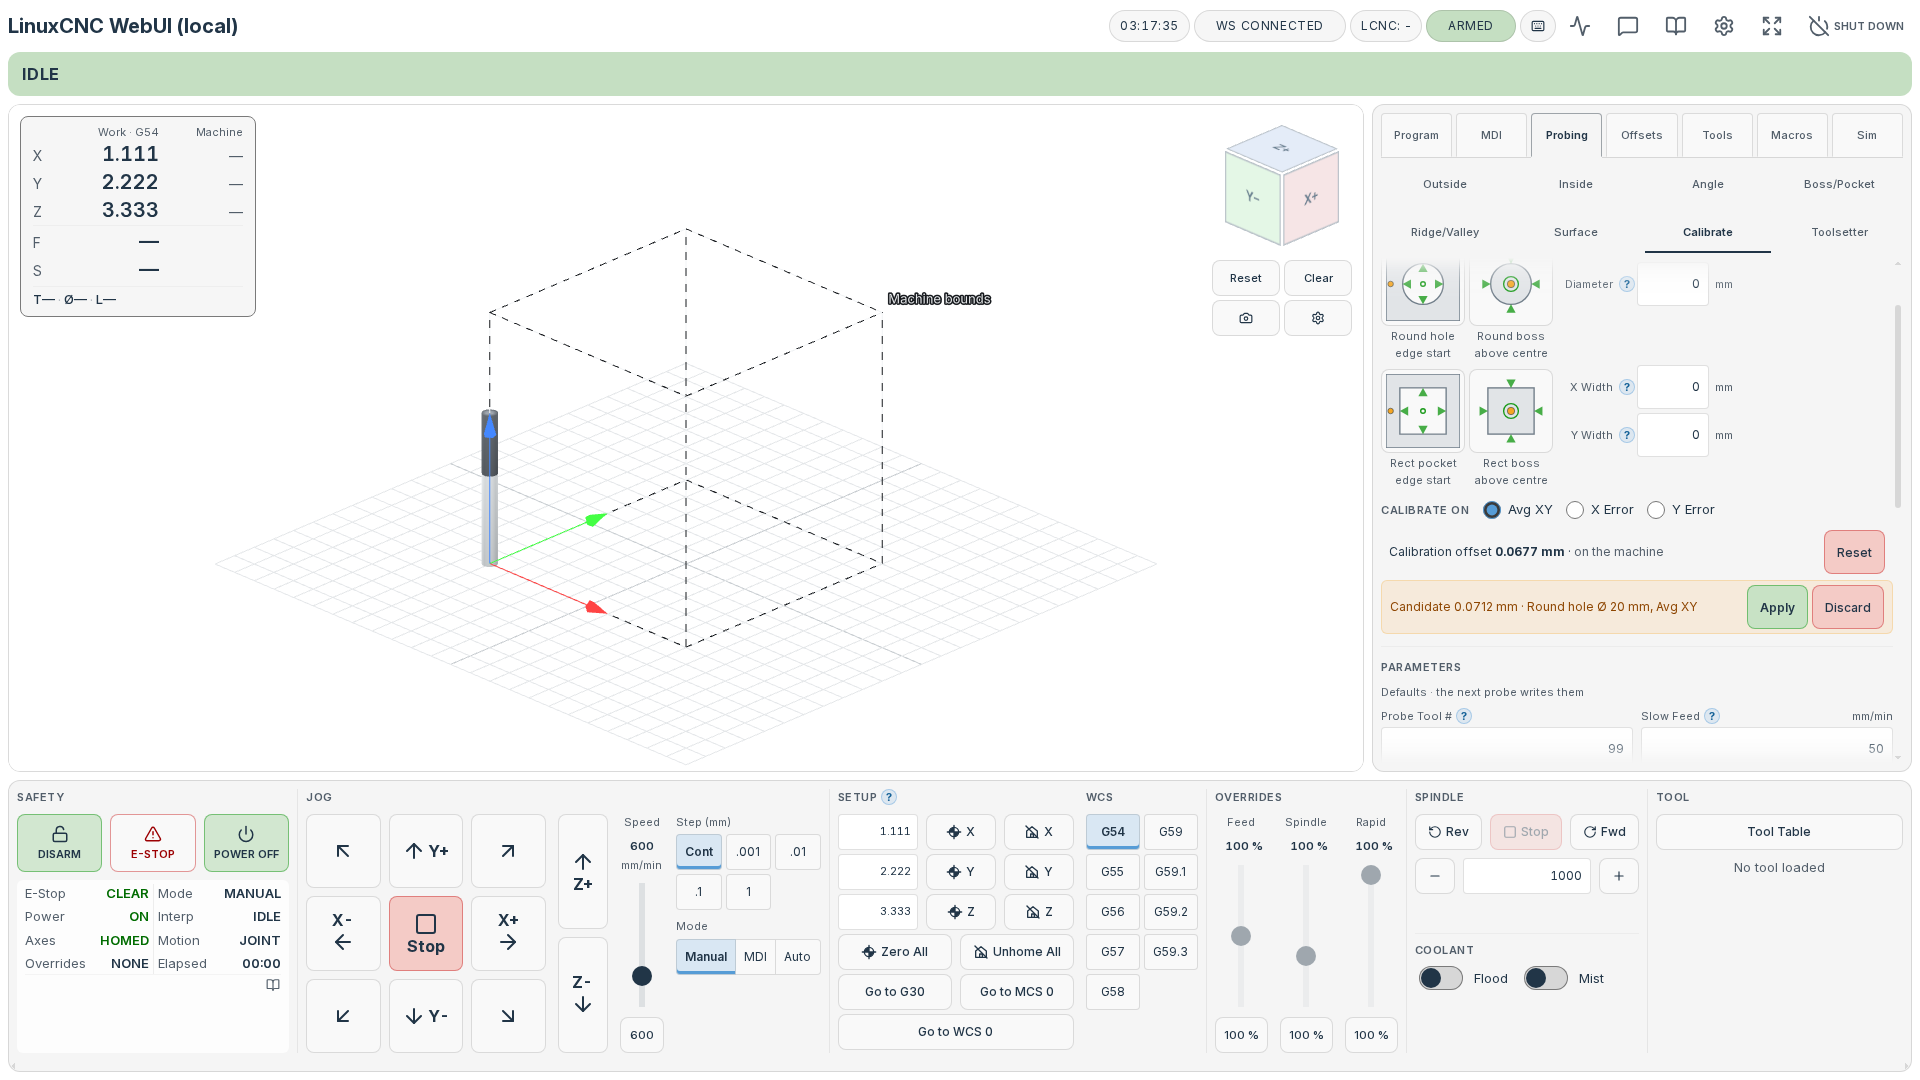 LinuxCNC WebUI (local)
03:17:35
WS CONNECTED
LCNC: -
ARMED
SHUT DOWN
IDLE
Work · G54 Machine
X 1.111 —
Y 2.222 —
Z 3.333 —
F —
S —
T— · Ø— · L—
Machine bounds
Z+
Y-
X+
Reset Clear
Program MDI Probing Offsets Tools Macros Sim
Outside Inside Angle Boss/Pocket
Ridge/Valley Surface Calibrate Toolsetter
Diameter ? 0 mm
Round hole edge start
Round boss above centre
X Width ? 0 mm
Y Width ? 0 mm
Rect pocket edge start
Rect boss above centre
CALIBRATE ON Avg XY X Error Y Error
Calibration offset 0.0677 mm · on the machine Reset
Candidate 0.0712 mm · Round hole Ø 20 mm, Avg XY Apply Discard
PARAMETERS
Defaults · the next probe writes them
Probe Tool # ? Slow Feed ? mm/min
99 50
SAFETY
DISARM E-STOP POWER OFF
E-Stop CLEAR Mode MANUAL
Power ON Interp IDLE
Axes HOMED Motion JOINT
Overrides NONE Elapsed 00:00
JOG
Y+
X- Stop X+
Y-
Z+
Z-
Speed
600
mm/min
600
Step (mm)
Cont .001 .01
.1 1
Mode
Manual MDI Auto
SETUP ?
1.111 X X
2.222 Y Y
3.333 Z Z
Zero All Unhome All
Go to G30 Go to MCS 0
Go to WCS 0
WCS
G54 G59
G55 G59.1
G56 G59.2
G57 G59.3
G58
OVERRIDES
Feed Spindle Rapid
100 % 100 % 100 %
100 % 100 % 100 %
SPINDLE
Rev Stop Fwd
− 1000 +
COOLANT
Flood Mist
TOOL
Tool Table
No tool loaded